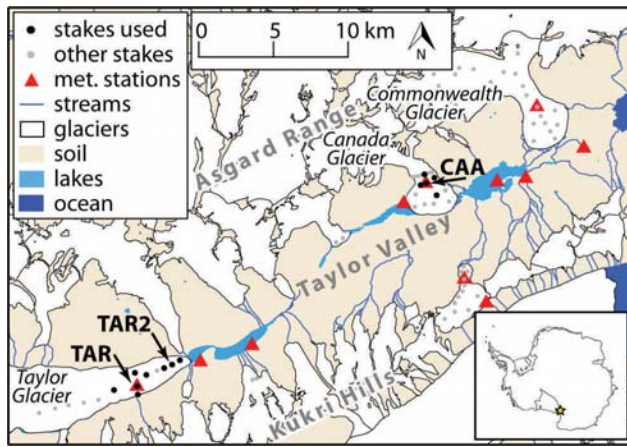 stakes used
other stakes
met. stations
streams
glaciers
soil
lakes
ocean
0 5 10 km
N
Commonwealth
Glacier
Asgard Range
Canada
Glacier
CAA
Taylor Valley
TAR2
TAR
Taylor
Glacier
Kukri Hills